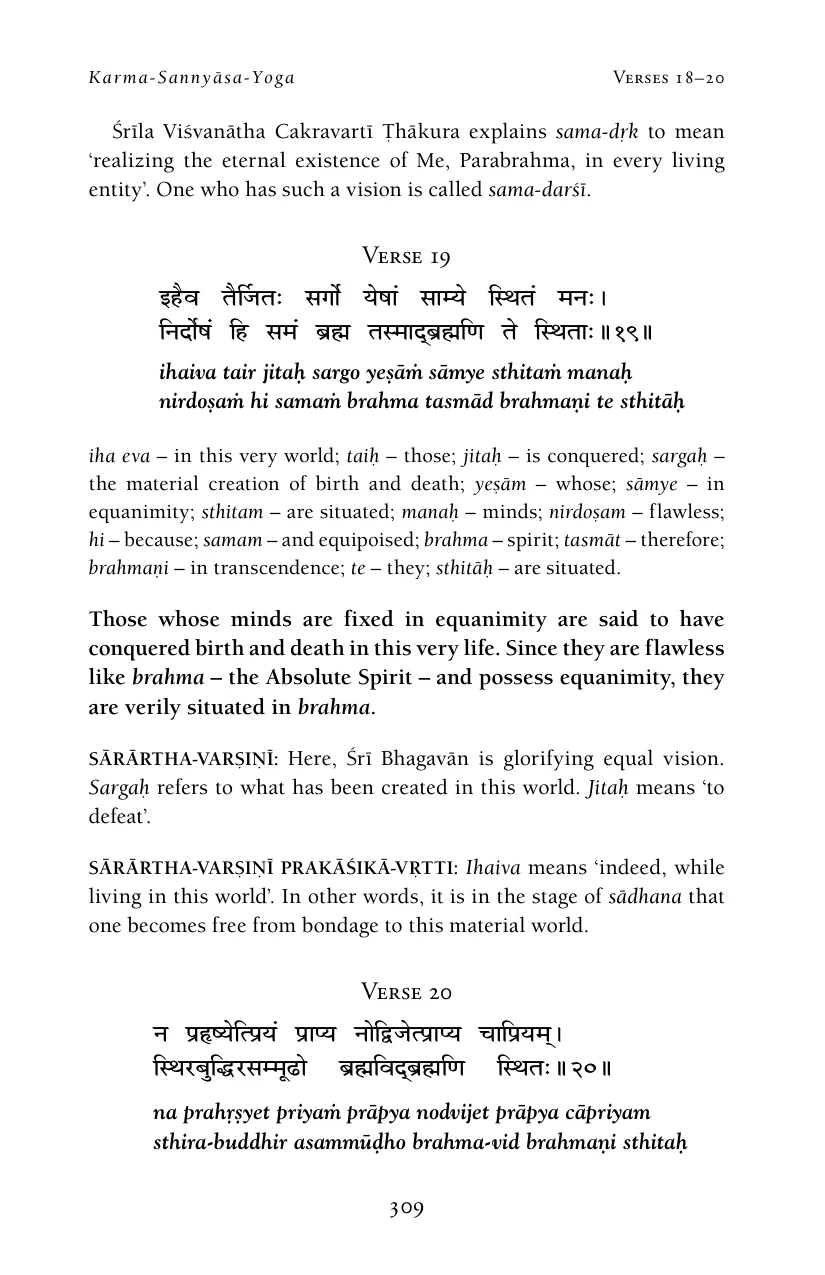 Karma-Sannyāsa-Yoga Verses 18–20
Śrīla Viśvanātha Cakravartī Ṭhākura explains sama-dṛk to mean
‘realizing the eternal existence of Me, Parabrahma, in every living
entity’. One who has such a vision is called sama-darśī.
Verse 19
इहैव तैर्जितः सर्गो येषां साम्ये स्थितं मनः।
निर्दोषं हि समं ब्रह्म तस्माद्‌ब्रह्मणि ते स्थिताः॥१९॥
ihaiva tair jitaḥ sargo yeṣāṁ sāmye sthitaṁ manaḥ
nirdoṣaṁ hi samaṁ brahma tasmād brahmaṇi te sthitāḥ
iha eva – in this very world; taiḥ – those; jitaḥ – is conquered; sargaḥ –
the material creation of birth and death; yeṣām – whose; sāmye – in
equanimity; sthitam – are situated; manaḥ – minds; nirdoṣam – flawless;
hi – because; samam – and equipoised; brahma – spirit; tasmāt – therefore;
brahmaṇi – in transcendence; te – they; sthitāḥ – are situated.
Those whose minds are fixed in equanimity are said to have
conquered birth and death in this very life. Since they are flawless
like brahma – the Absolute Spirit – and possess equanimity, they
are verily situated in brahma.
SĀRĀRTHA-VARṢIṆĪ: Here, Śrī Bhagavān is glorifying equal vision.
Sargaḥ refers to what has been created in this world. Jitaḥ means ‘to
defeat’.
SĀRĀRTHA-VARṢIṆĪ PRAKĀŚIKĀ-VṚTTI: Ihaiva means ‘indeed, while
living in this world’. In other words, it is in the stage of sādhana that
one becomes free from bondage to this material world.
Verse 20
न प्रहृष्येत्प्रियं प्राप्य नोद्विजेत्प्राप्य चाप्रियम्।
स्थिरबुद्धिरसम्मूढो ब्रह्मविद्‌ब्रह्मणि स्थितः॥२०॥
na prahṛṣyet priyaṁ prāpya nodvijet prāpya cāpriyam
sthira-buddhir asammūḍho brahma-vid brahmaṇi sthitaḥ
309